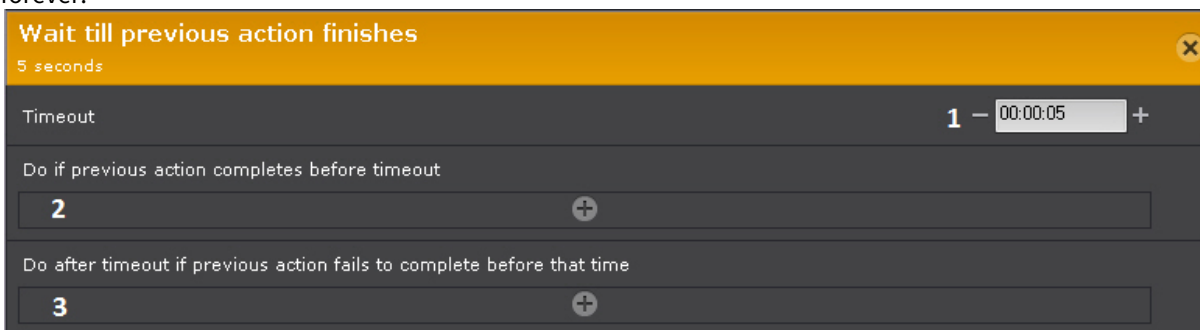 forever.
Wait till previous action finishes
5 seconds
Timeout 1 − 00:00:05 +
Do if previous action completes before timeout
2
Do after timeout if previous action fails to complete before that time
3